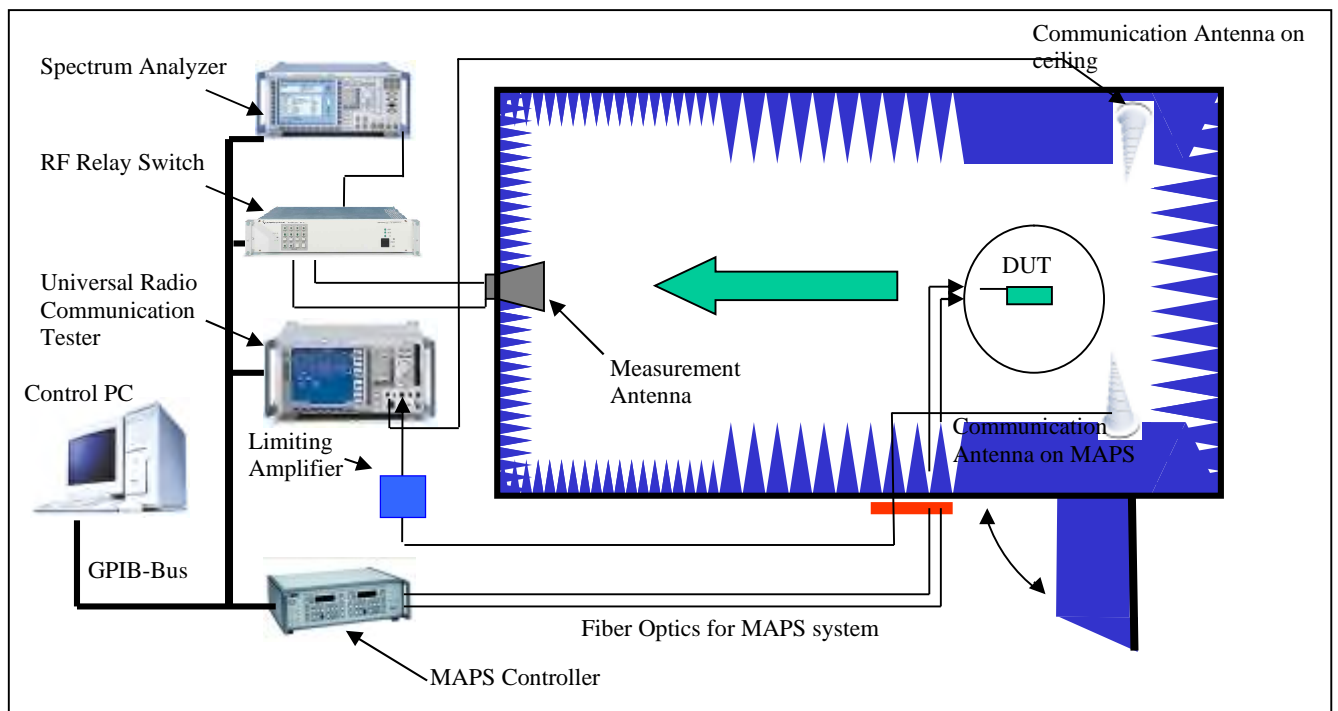 Communication Antenna on
ceiling
Spectrum Analyzer
RF Relay Switch
Universal Radio
Communication
Tester
DUT
Measurement
Antenna
Control PC
Limiting
Amplifier
Communication
Antenna on MAPS
GPIB-Bus
Fiber Optics for MAPS system
MAPS Controller